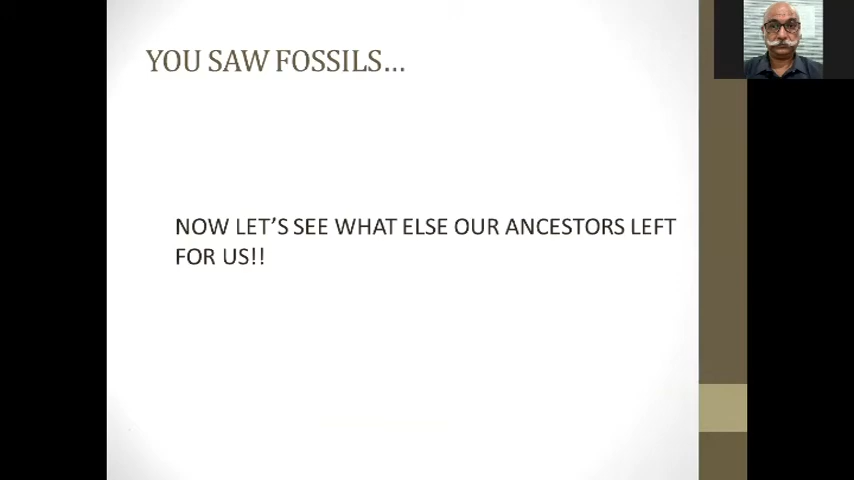 YOU SAW FOSSILS...
NOW LET'S SEE WHAT ELSE OUR ANCESTORS LEFT
FOR US!!